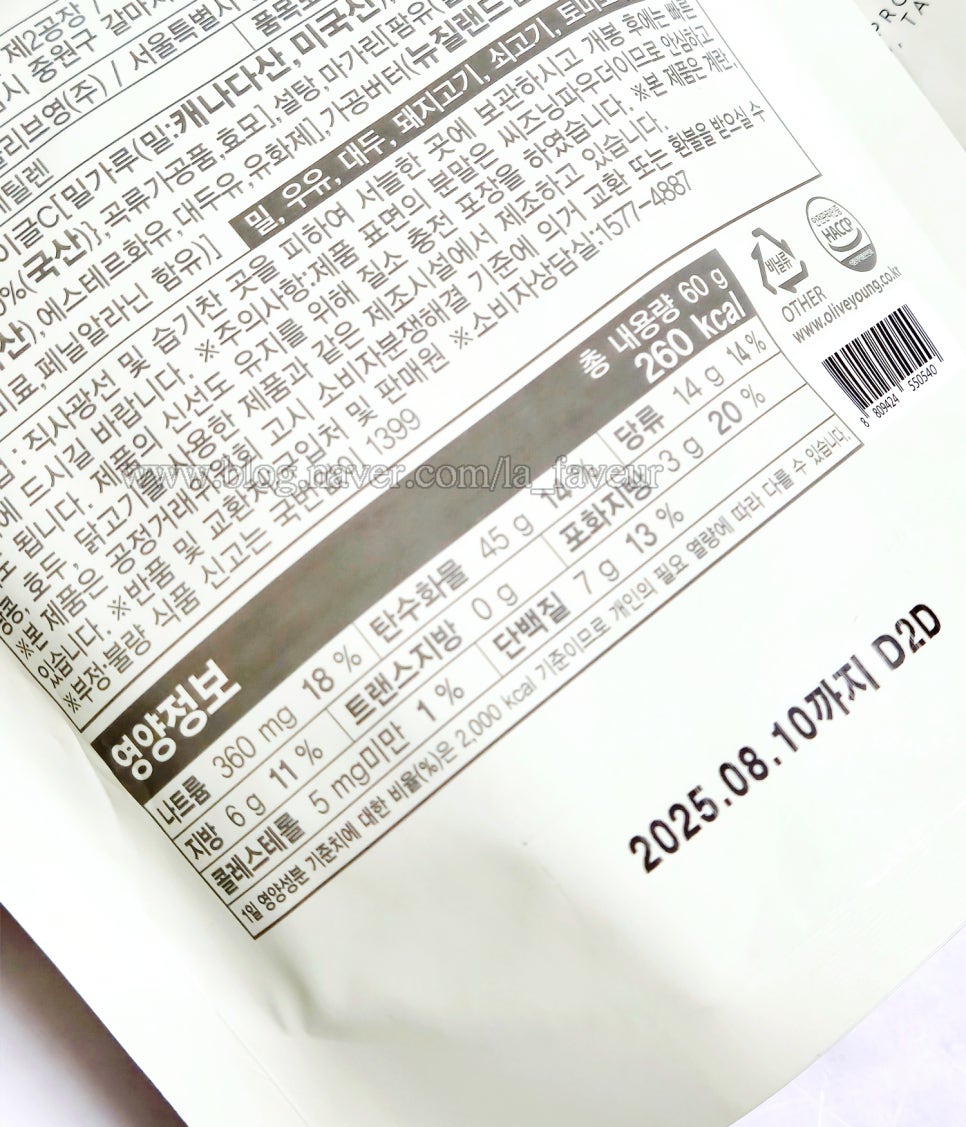 제2공장 /
시 중원구 갈마치
품목보
리브영(주) / 서울특별시
에틸렌
이글C[밀가루(밀:캐나다산,미국산),
%(국산)},곡류가공품,효모],설탕,마가린[팜유(말
산),에스테르화유,대두유,유화제],가공버터(뉴질랜드
료,페닐알라닌 함유)]
밀, 우유, 대두, 돼지고기, 쇠고기, 토마토
: 직사광선 및 습기찬 곳을 피하여 서늘한 곳에 보관하시고 개봉 후에는 빠른
에 드시길 바랍니다. ※주의사항:제품 표면의 분말은 씨즈닝파우더이므로 안심하고
됩니다. 제품의 신선도 유지를 위해 질소 충전 포장을 하였습니다. ※본 제품은 계란,
호두, 닭고기를 사용한 제품과 같은 제조시설에서 제조하고 있습니다.
제품은 공정거래위원회 고시 소비자분쟁해결 기준에 의거 교환 또는 환불을 받으실 수
있습니다. ※반품 및 교환처:구입처 및 판매원 ※소비자상담실:1577-4887
※부정·불량 식품 신고는 국번없이 1399
HACCP
비닐류
OTHER
www.oliveyoung.co.kr
8 809424 550540
영양정보
총 내용량 60 g
260 kcal
나트륨 360 mg 18 % 탄수화물 45 g 14 % 당류 14 g 14 %
지방 6 g 11 % 트랜스지방 0 g 포화지방 3 g 20 %
콜레스테롤 5 mg미만 1 % 단백질 7 g 13 %
1일 영양성분 기준치에 대한 비율(%)은 2,000 kcal 기준이므로 개인의 필요 열량에 따라 다를 수 있습니다.
www.blog.naver.com/la_faveur
2025.08.10까지 D2D